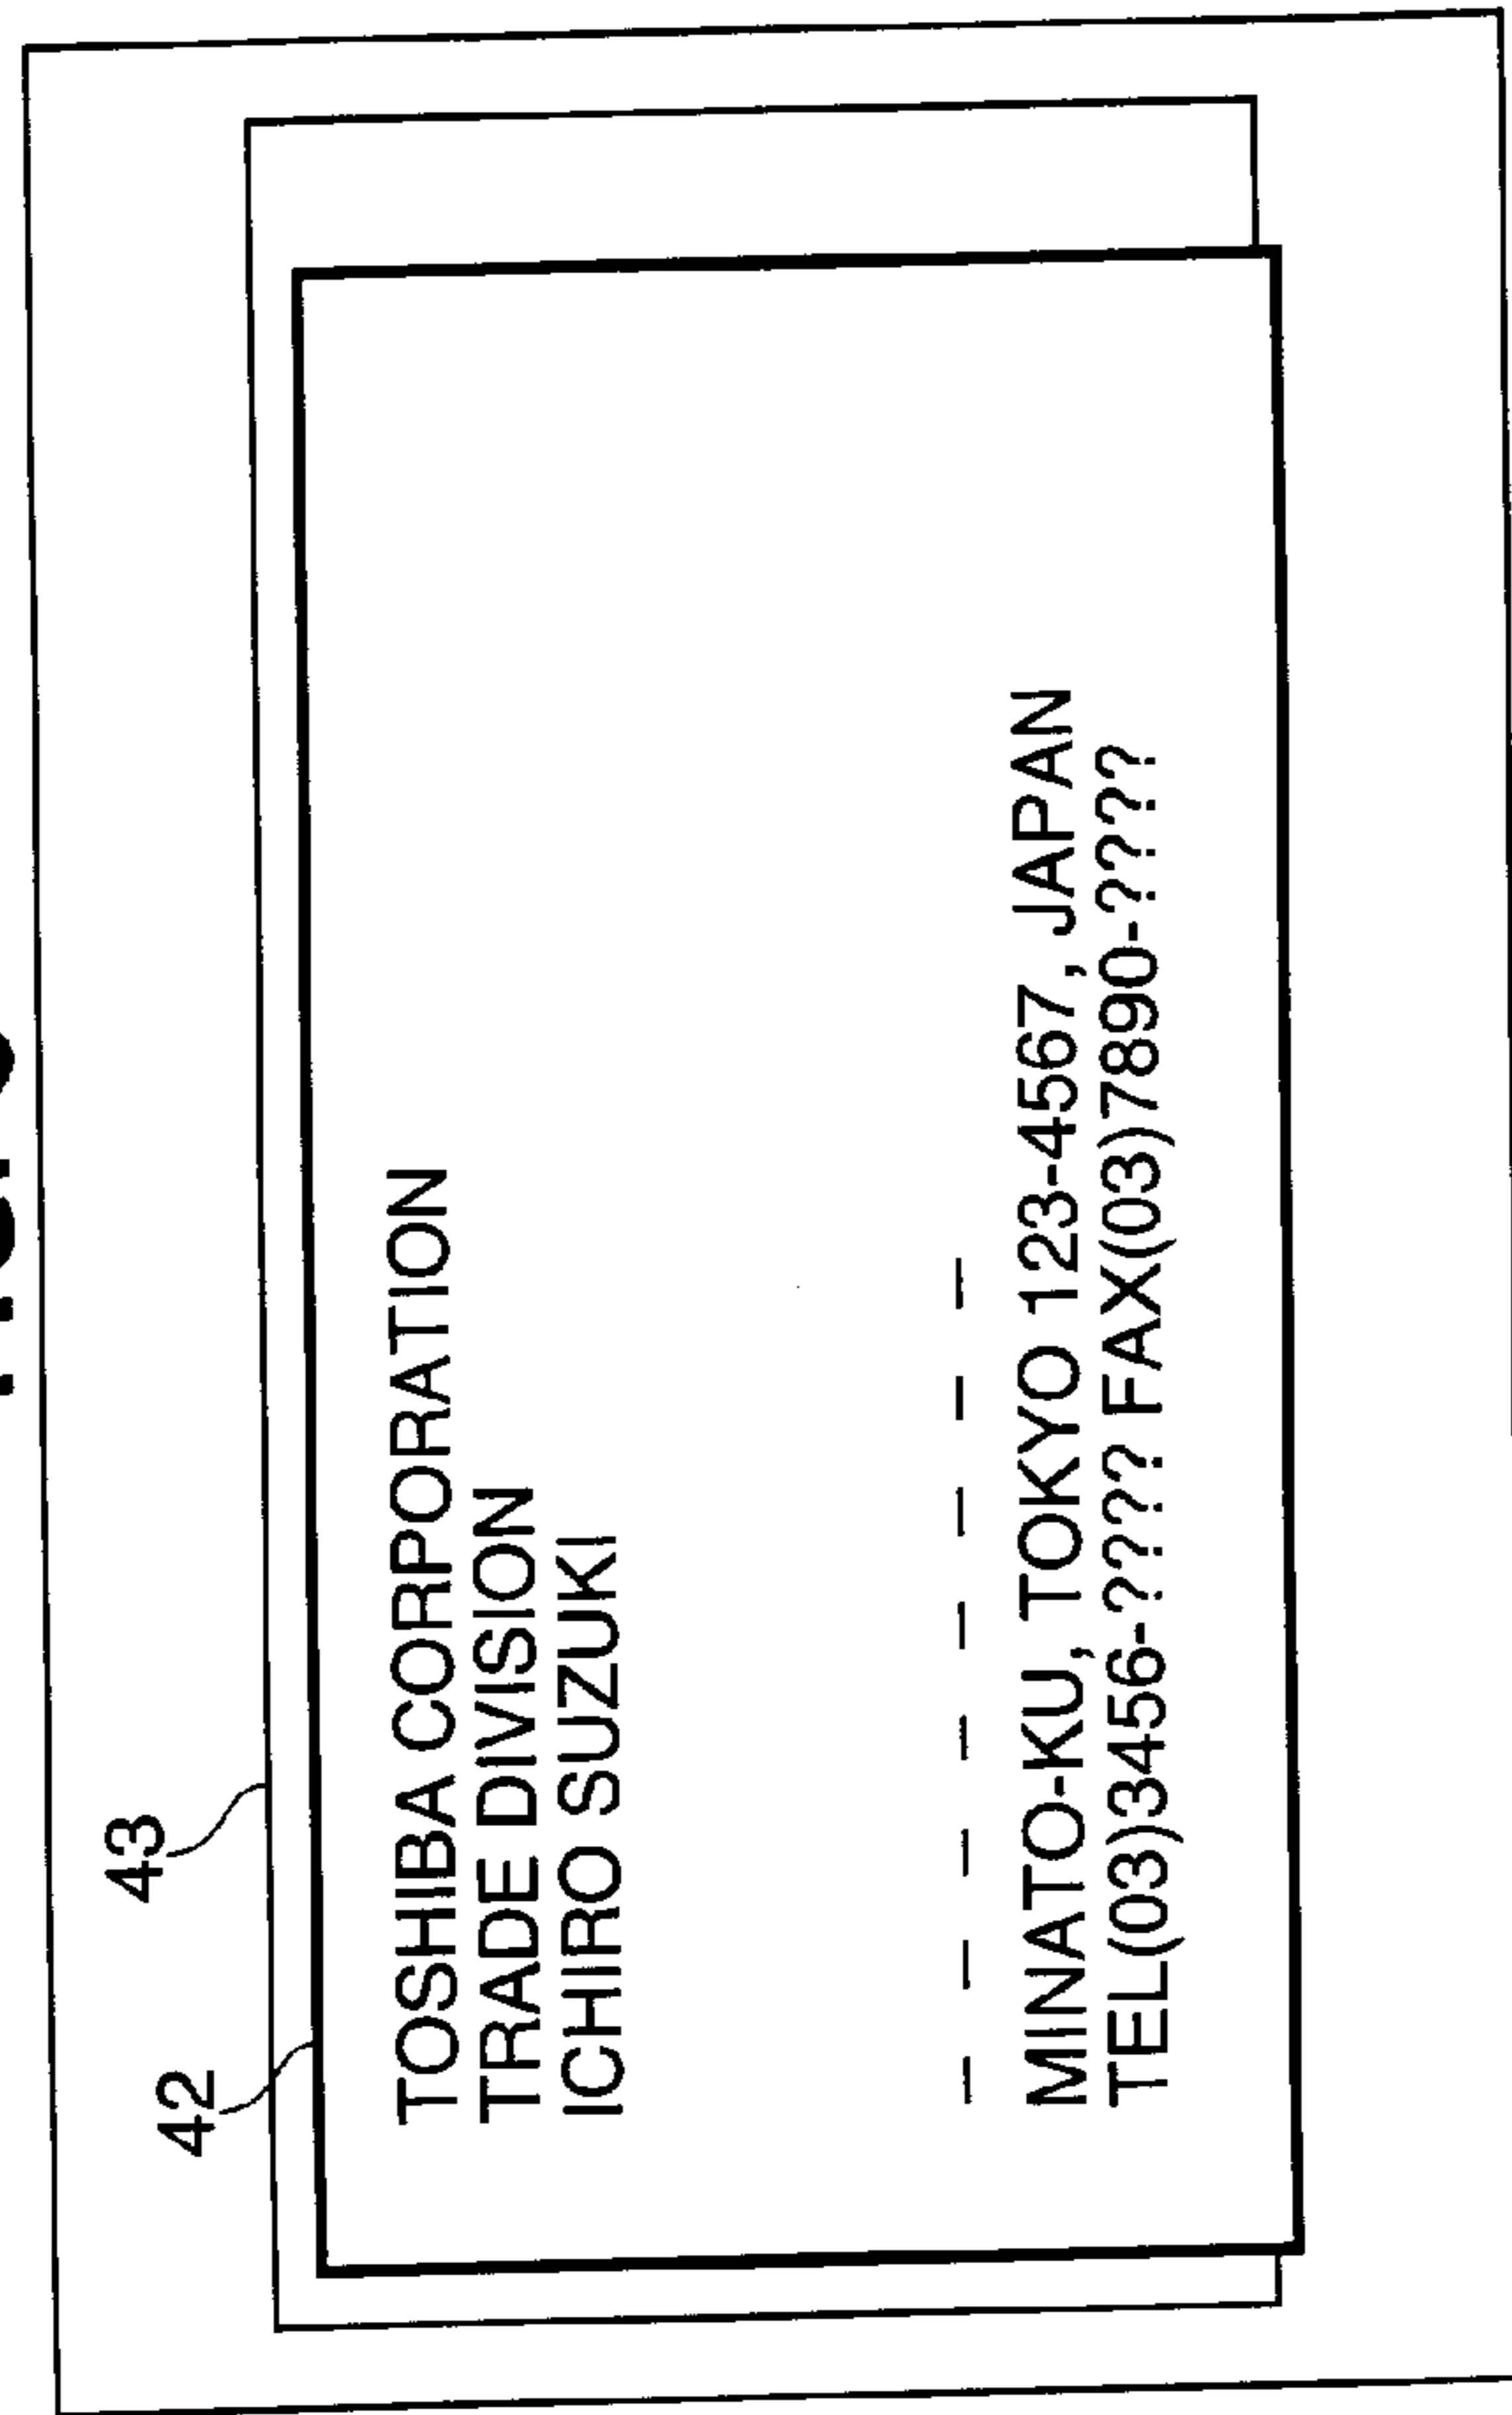 43
42
TOSHIBA CORPORATION
TRADE DIVISION
ICHIRO SUZUKI
MINATO-KU, TOKYO 123-4567, JAPAN
TEL(03)3456-???? FAX(03)7890-????